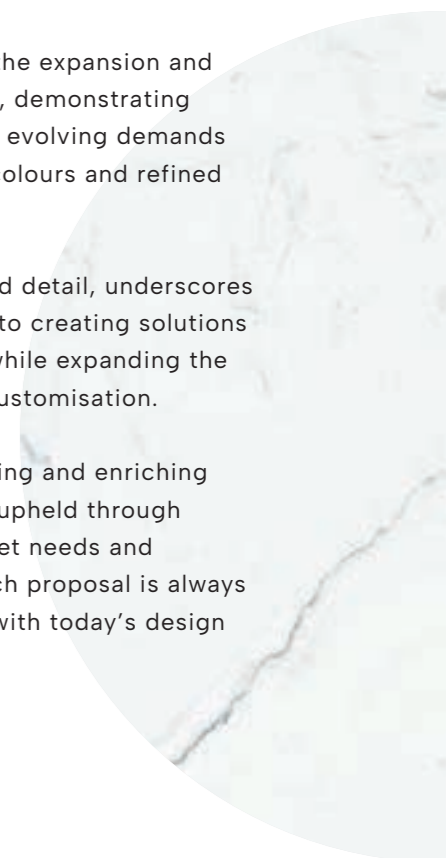 the expansion and
, demonstrating
evolving demands
olours and refined
d detail, underscores
to creating solutions
while expanding the
ustomisation.
ing and enriching
upheld through
et needs and
ch proposal is always
with today's design